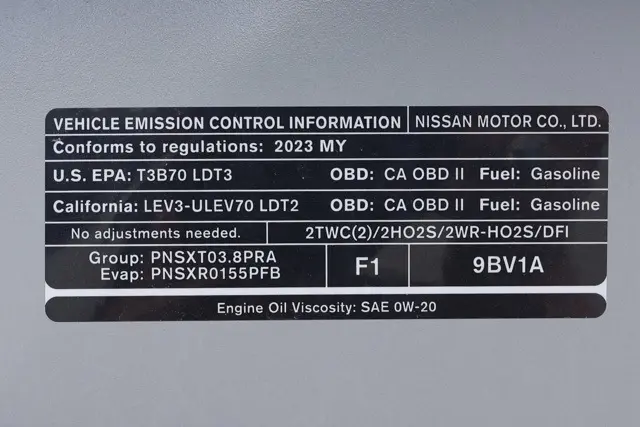 VEHICLE EMISSION CONTROL INFORMATION NISSAN MOTOR CO., LTD.
Conforms to regulations: 2023 MY
U.S. EPA: T3B70 LDT3 OBD: CA OBD II Fuel: Gasoline
California: LEV3-ULEV70 LDT2 OBD: CA OBD II Fuel: Gasoline
No adjustments needed. 2TWC(2)/2HO2S/2WR-HO2S/DFI
Group: PNSXT03.8PRA
Evap: PNSXR0155PFB
F1
9BV1A
Engine Oil Viscosity: SAE 0W-20